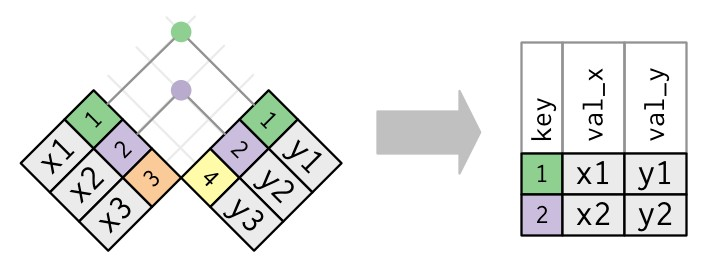 1 x1
2 x2
3 x3
1 y1
2 y2
4 y3
key val_x val_y
1 x1 y1
2 x2 y2